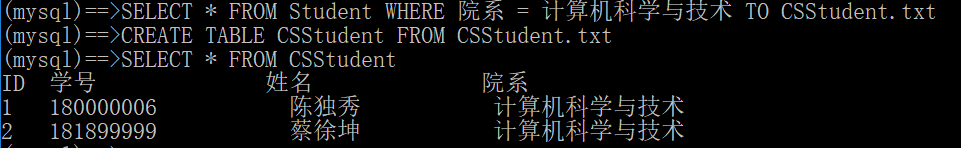 (mysql)==>SELECT * FROM Student WHERE 院系 = 计算机科学与技术 TO CSStudent.txt
(mysql)==>CREATE TABLE CSStudent FROM CSStudent.txt
(mysql)==>SELECT * FROM CSStudent
ID 学号 姓名 院系
1 180000006 陈独秀 计算机科学与技术
2 181899999 蔡徐坤 计算机科学与技术
(mysql)==>